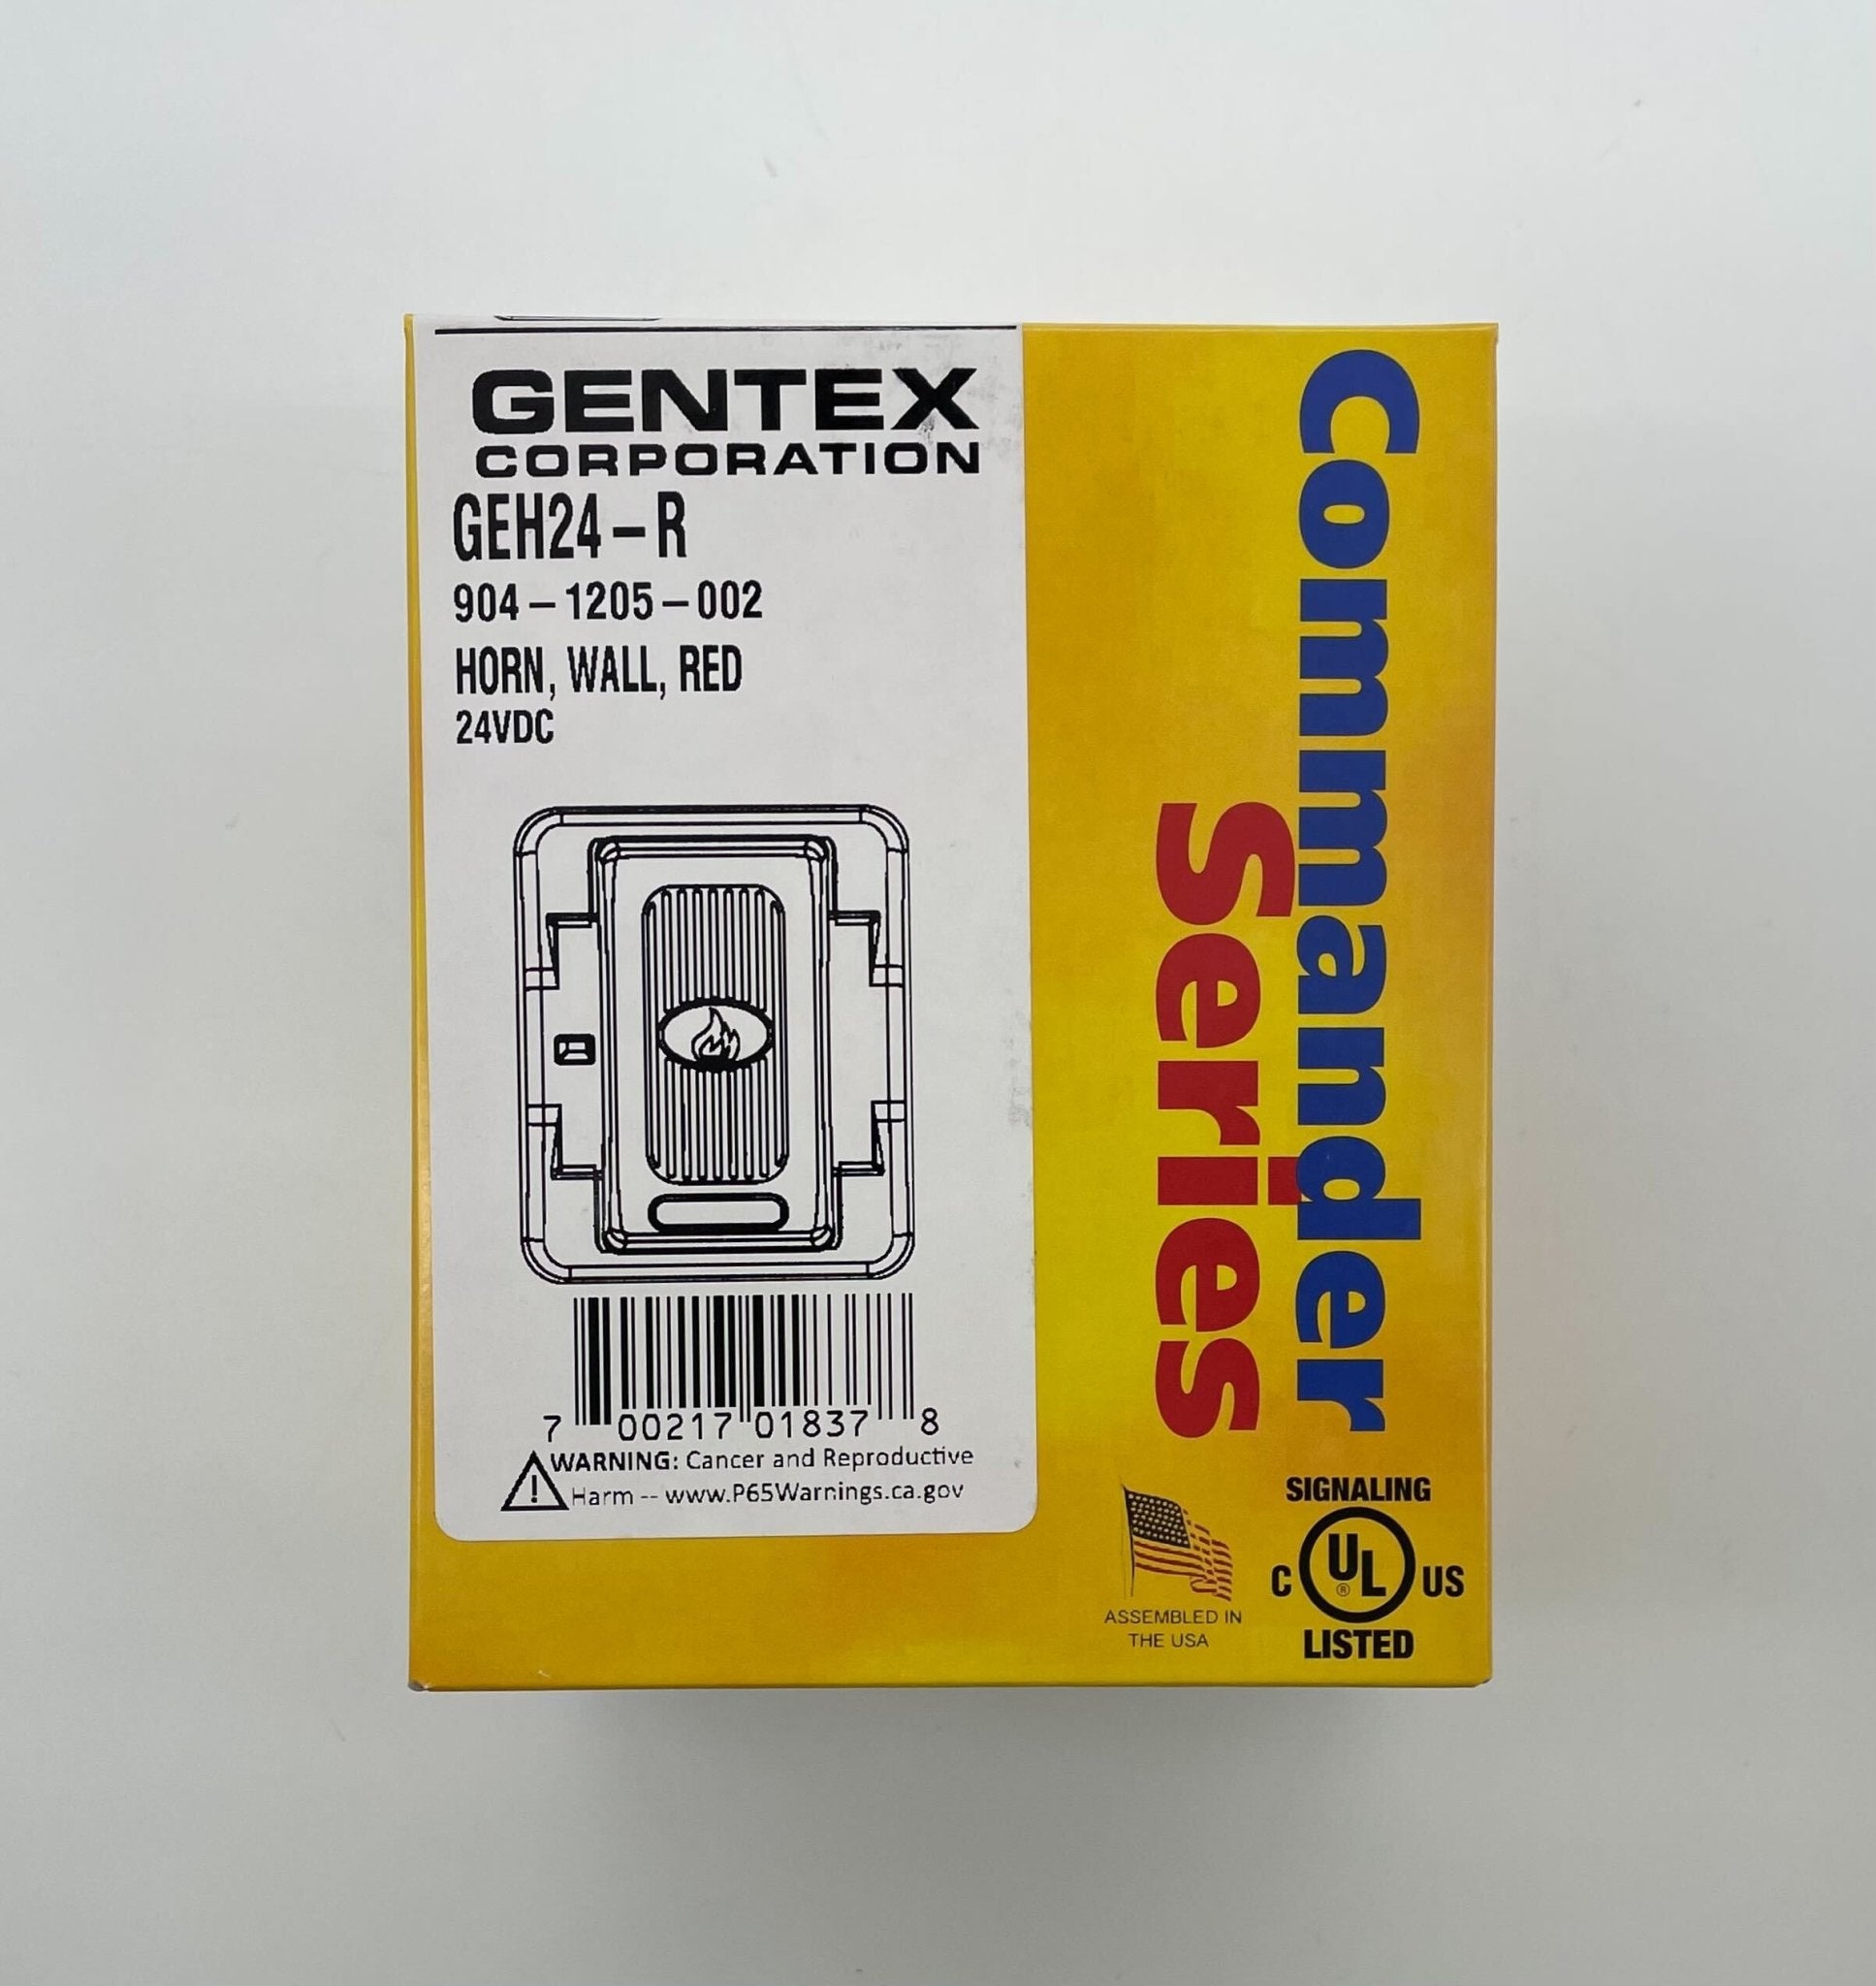 GENTEX
CORPORATION
GEH24-R
904-1205-002
HORN, WALL, RED
24VDC
7 00217 01837 8
WARNING: Cancer and Reproductive
Harm -- www.P65Warnings.ca.gov
Commander
Series
ASSEMBLED IN
THE USA
SIGNALING
C UL ® US
LISTED